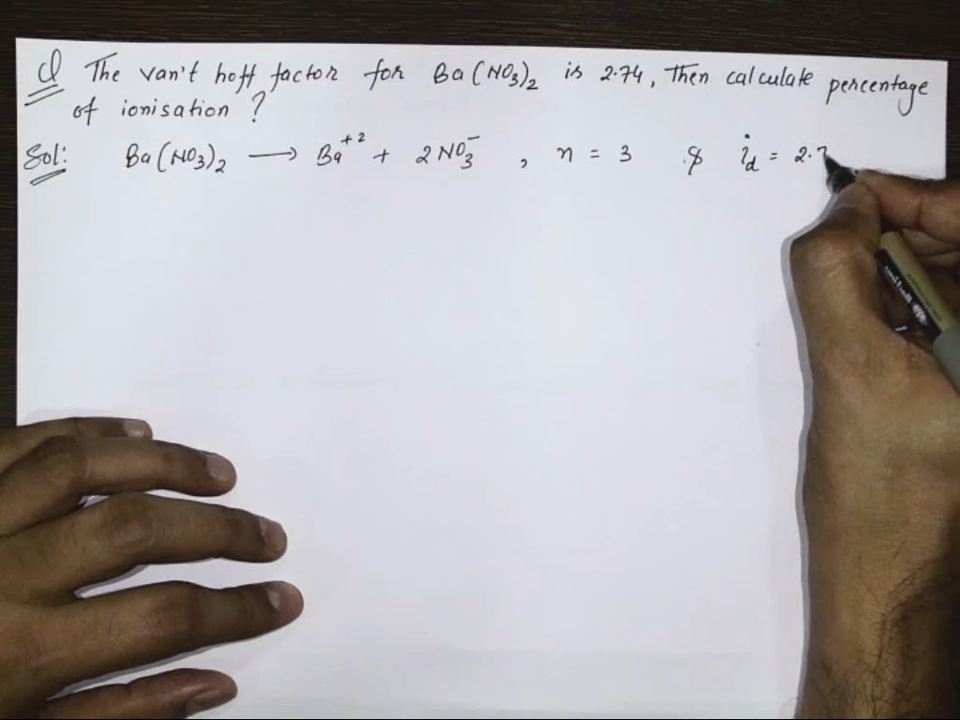 Q The van't hoff factor for Ba(NO3)2 is 2.74, Then calculate percentage
of ionisation ?
Sol: Ba(NO3)2 → Ba+2 + 2NO3- , n = 3 & id = 2.7